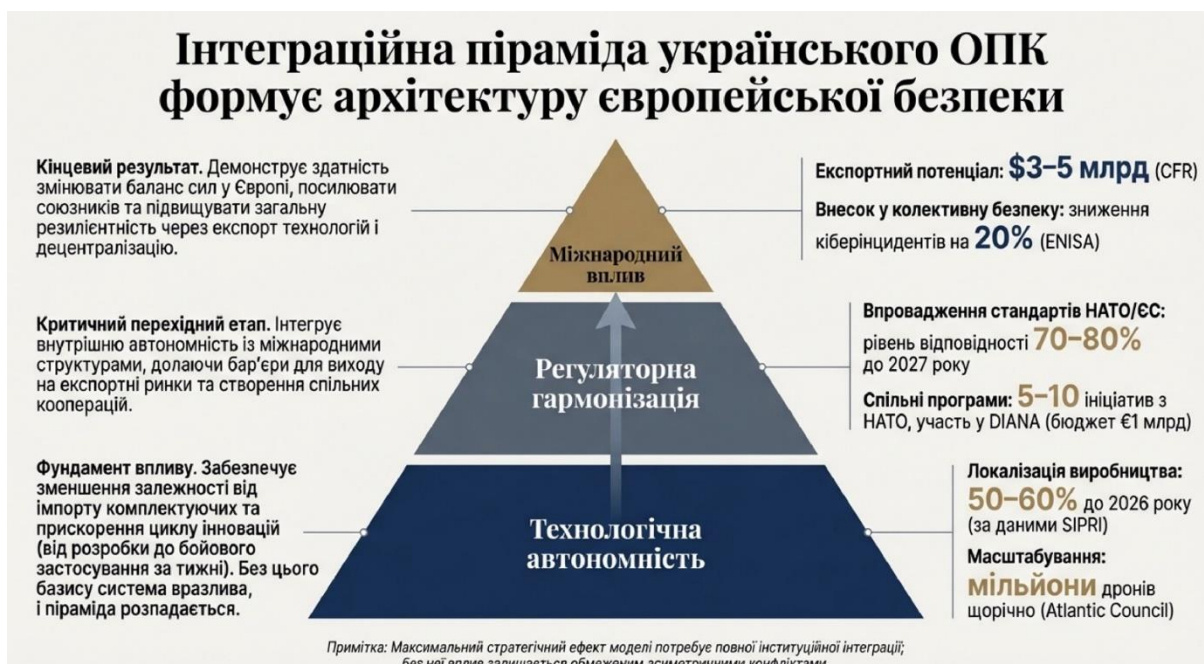 Інтеграційна піраміда українського ОПК
формує архітектуру європейської безпеки
Кінцевий результат. Демонструє здатність
змінювати баланс сил у Європі, посилювати
союзників та підвищувати загальну
резилієнтність через експорт технологій і
децентралізацію.
Міжнародний
вплив
Експортний потенціал: $3–5 млрд (CFR)
Внесок у колективну безпеку: зниження
кіберінцидентів на 20% (ENISA)
Критичний перехідний етап. Інтегрує
внутрішню автономність із міжнародними
структурами, долаючи бар'єри для виходу
на експортні ринки та створення спільних
кооперацій.
Регуляторна
гармонізація
Впровадження стандартів НАТО/ЄС:
рівень відповідності 70–80%
до 2027 року
Спільні програми: 5–10 ініціатив з
НАТО, участь у DIANA (бюджет €1 млрд)
Фундамент впливу. Забезпечує
зменшення залежності від
імпорту комплектуючих та
прискорення циклу інновацій
(від розробки до бойового
застосування за тижні). Без цього
базису система вразлива,
і піраміда розпадається.
Технологічна
автономність
Локалізація виробництва:
50–60% до 2026 року
(за даними SIPRI)
Масштабування:
мільйони дронів
щорічно (Atlantic Council)
Примітка: Максимальний стратегічний ефект моделі потребує повної інституційної інтеграції;
без неї вплив залишається обмеженим асиметричними конфліктами